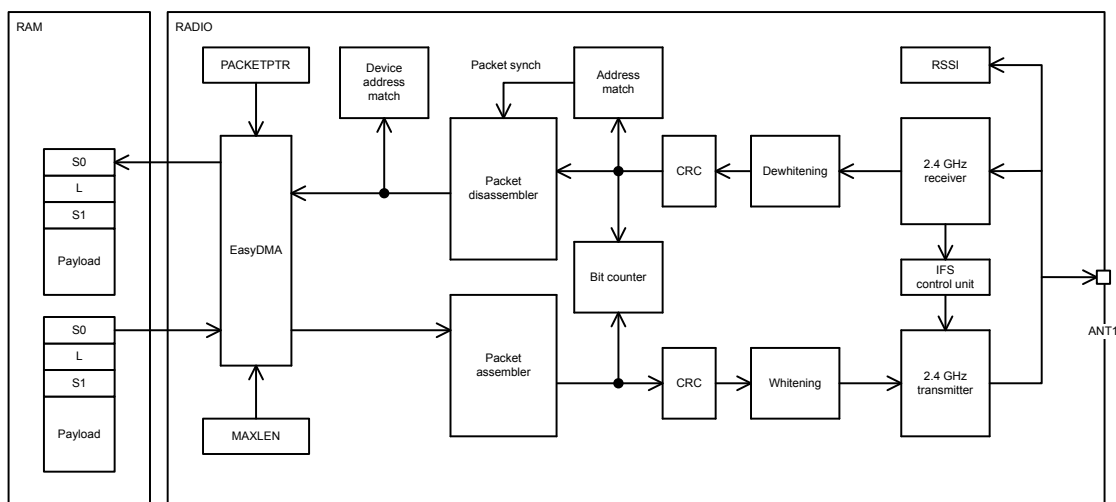 RAM
RADIO
PACKETPTR
Device
address
match
Packet synch
Address
match
RSSI
S0
L
S1
Payload
EasyDMA
Packet
disassembler
CRC
Dewhitening
2.4 GHz
receiver
Bit counter
IFS
control unit
ANT1
S0
L
S1
Payload
Packet
assembler
CRC
Whitening
2.4 GHz
transmitter
MAXLEN